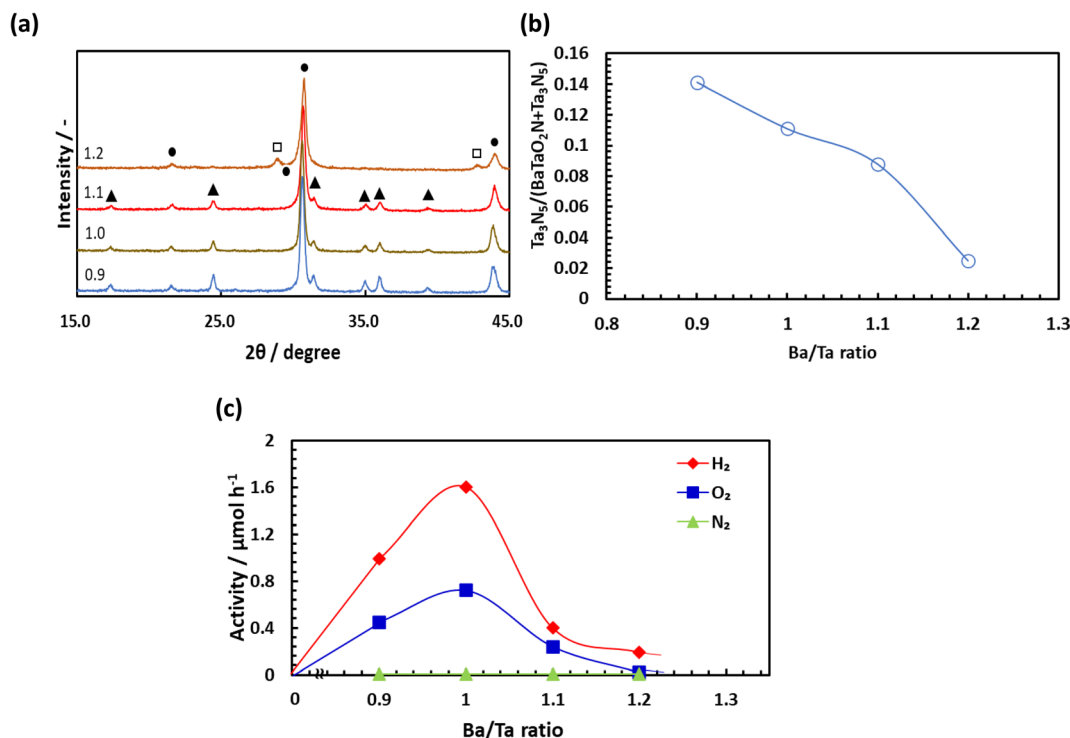 (a)
Intensity / -
1.2
1.1
1.0
0.9
15.0 25.0 35.0 45.0
2θ / degree
(b)
Ta₃N₅/(BaTaO₂N+Ta₃N₅)
0.16
0.14
0.12
0.1
0.08
0.06
0.04
0.02
0
0.8 0.9 1 1.1 1.2 1.3
Ba/Ta ratio
(c)
Activity / μmol h⁻¹
2
1.6
1.2
0.8
0.4
0
H₂
O₂
N₂
0 0.9 1 1.1 1.2 1.3
Ba/Ta ratio